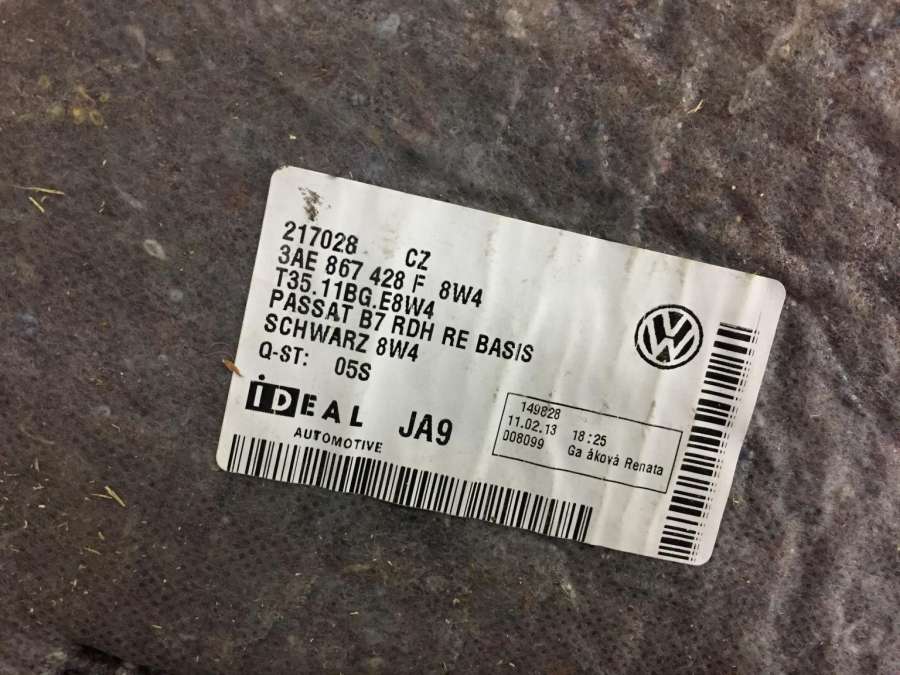 217028 CZ
3AE 867 428 F 8W4
T35.11BG.E8W4
PASSAT B7 RDH RE BASIS
SCHWARZ 8W4
Q-ST: 05S
iDEAL JA9
AUTOMOTIVE
149828
11.02.13 18:25
008099 Ga áková Renata